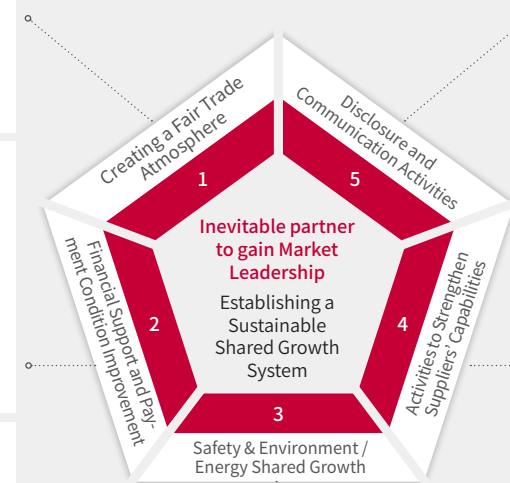 Creating a Fair Trade
Atmosphere
1
Disclosure and
Communication Activities
5
Inevitable partner
to gain Market
Leadership
Establishing a
Sustainable
Shared Growth
System
Financial Support and Pay-
ment Condition Improvement
2
Activities to Strengthen
Suppliers' Capabilities
4
3
Safety & Environment /
Energy Shared Growth